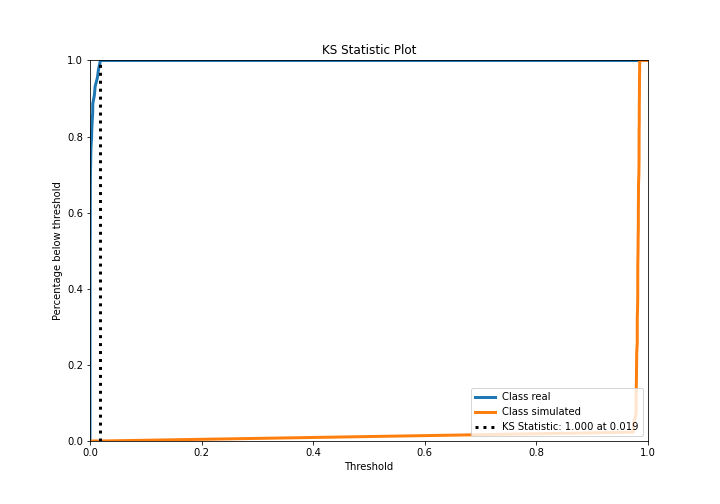 KS Statistic Plot
1.0
0.8
0.6
0.4
0.2
0.0
Percentage below threshold
Class real
Class simulated
KS Statistic: 1.000 at 0.019
0.0 0.2 0.4 0.6 0.8 1.0
Threshold